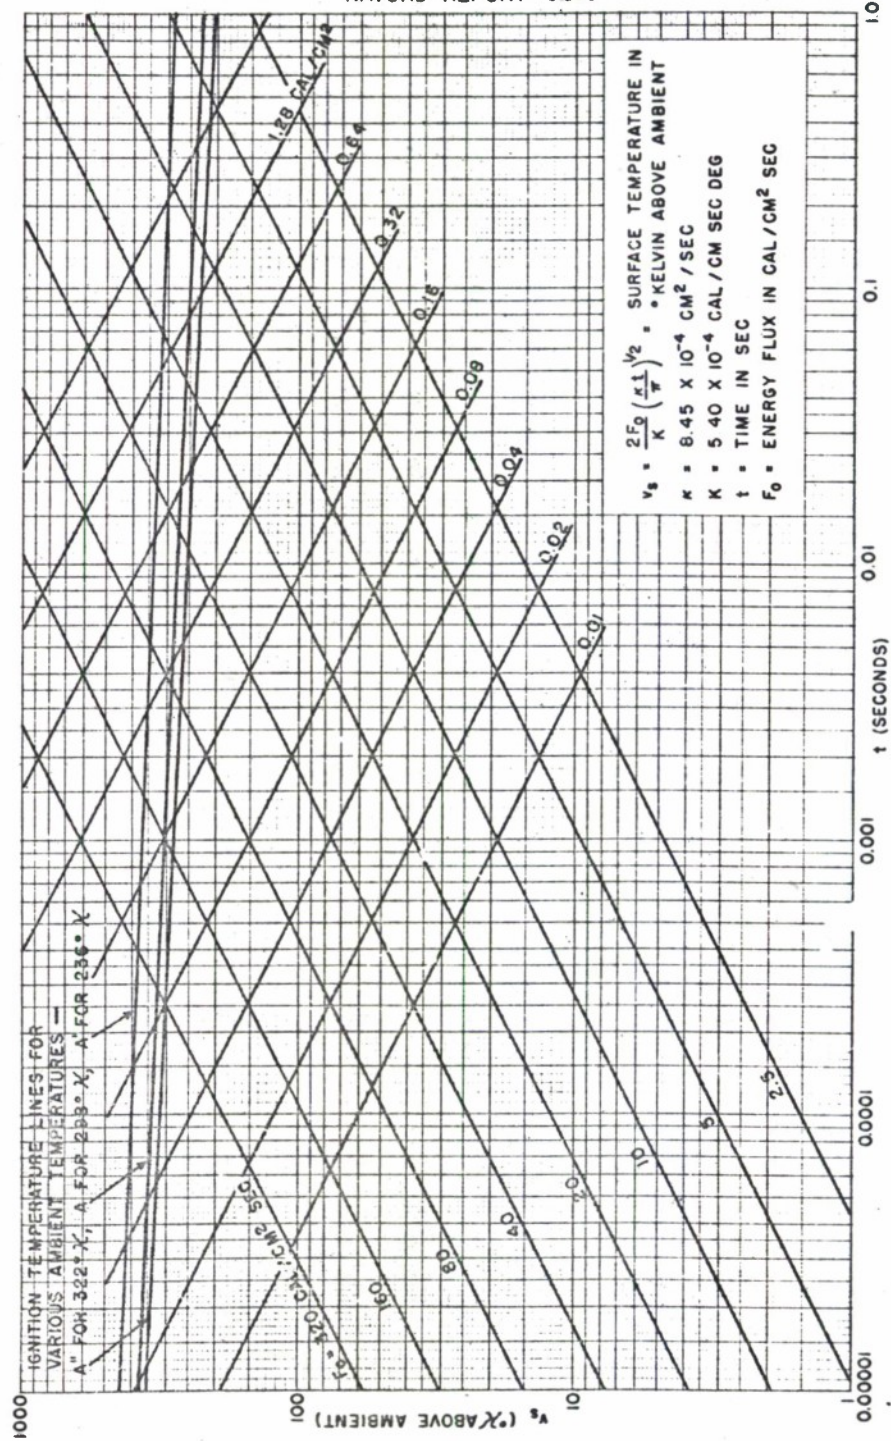 IGNITION TEMPERATURE LINES FOR
VARIOUS AMBIENT TEMPERATURES —
A" FOR 322° K, A FOR 293° K, A' FOR 236° K
1.28 CAL/CM2
0.64
0.32
0.16
0.08
0.04
0.02
0.01
F₀ = 320 CAL/CM2 SEC
160
80
40
20
10
5
2.5
vₛ = 2F₀/K (κt/π)^1/2 = SURFACE TEMPERATURE IN
°KELVIN ABOVE AMBIENT
κ = 8.45 X 10⁻⁴ CM²/SEC
K = 5 40 X 10⁻⁴ CAL/CM SEC DEG
t = TIME IN SEC
F₀ = ENERGY FLUX IN CAL/CM² SEC
vₛ (°K ABOVE AMBIENT)
1000
100
10
1
0.00001
0.0001
0.001
0.01
0.1
1.0
t (SECONDS)